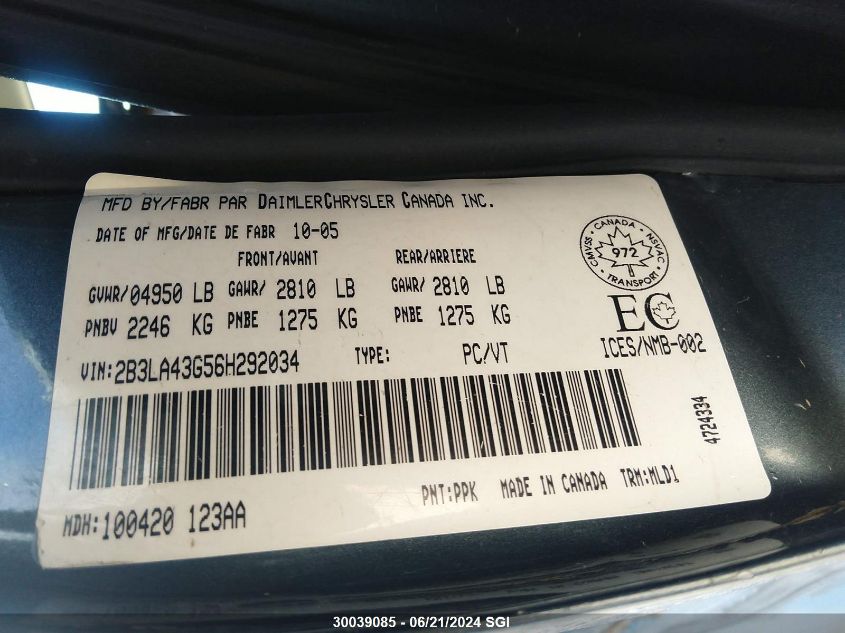 MFD BY/FABR PAR DAIMLERCHRYSLER CANADA INC.
DATE OF MFG/DATE DE FABR 10-05
FRONT/AVANT REAR/ARRIERE
GVWR/04950 LB GAWR/ 2810 LB GAWR/ 2810 LB
PNBV 2246 KG PNBE 1275 KG PNBE 1275 KG
CANADA
CMVSS · NSVAC
972
TRANSPORT
EC
ICES/NMB-002
VIN:2B3LA43G56H292034 TYPE: PC/VT
4724334
PNT:PPK MADE IN CANADA TRM:MLD1
MDH:100420 123AA
30039085 - 06/21/2024 SGI